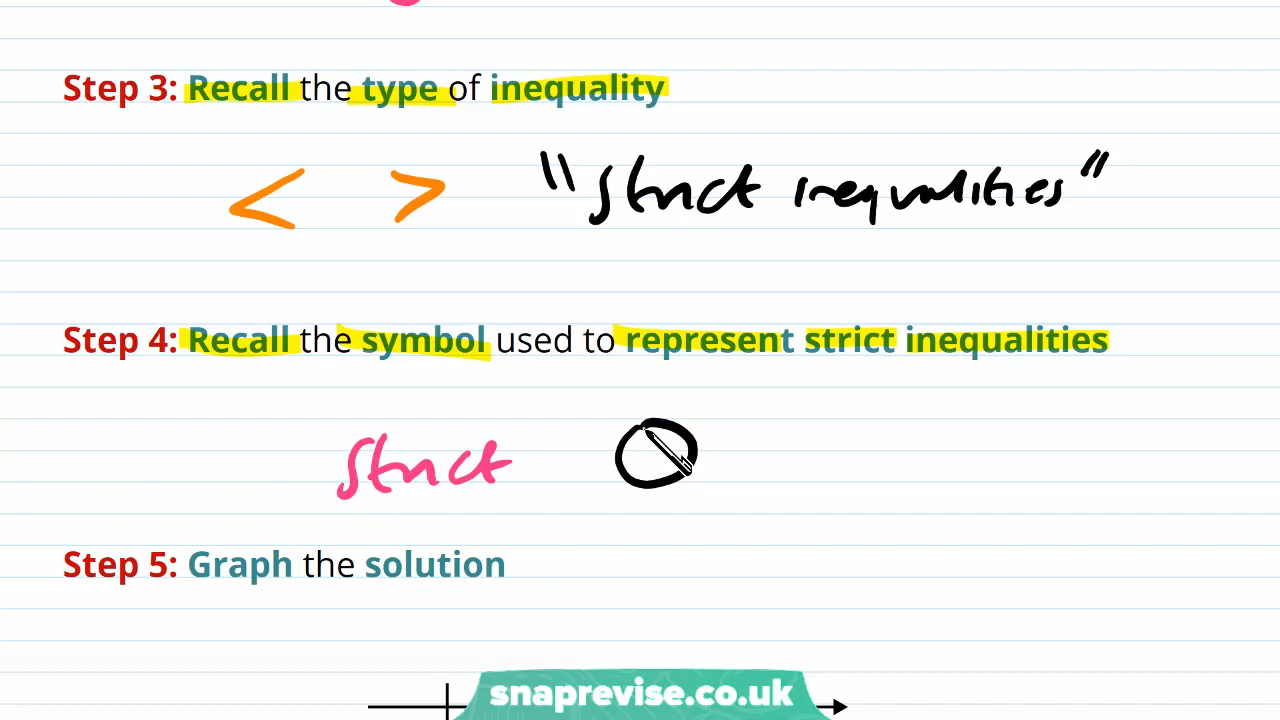 Step 3: Recall the type of inequality
< > "strict inequalities"
Step 4: Recall the symbol used to represent strict inequalities
strict
Step 5: Graph the solution
snaprevise.co.uk